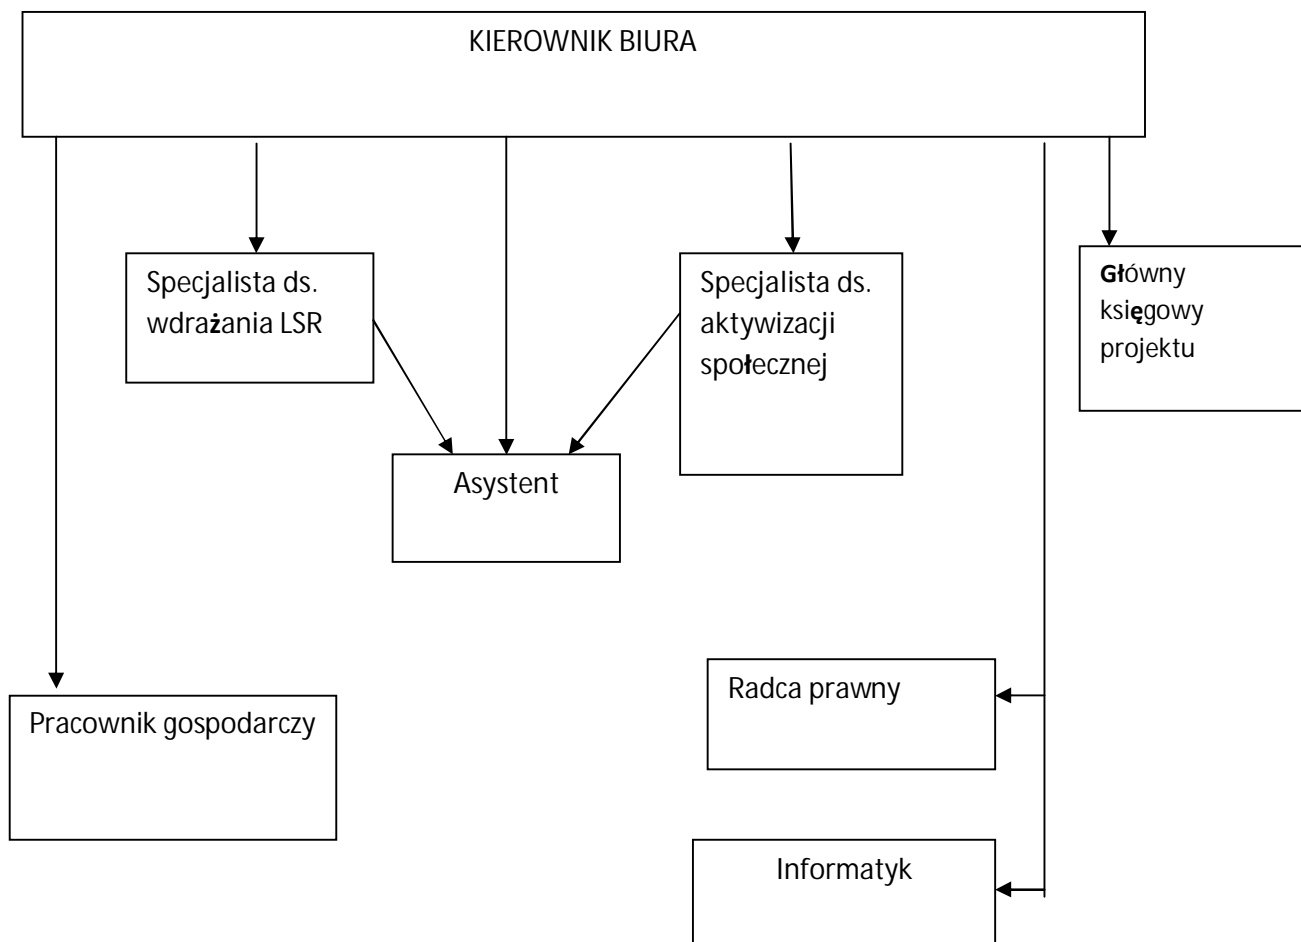 KIEROWNIK BIURA
Specjalista ds.
wdrażania LSR
Specjalista ds.
aktywizacji
społecznej
Główny
księgowy
projektu
Asystent
Radca prawny
Pracownik gospodarczy
Informatyk